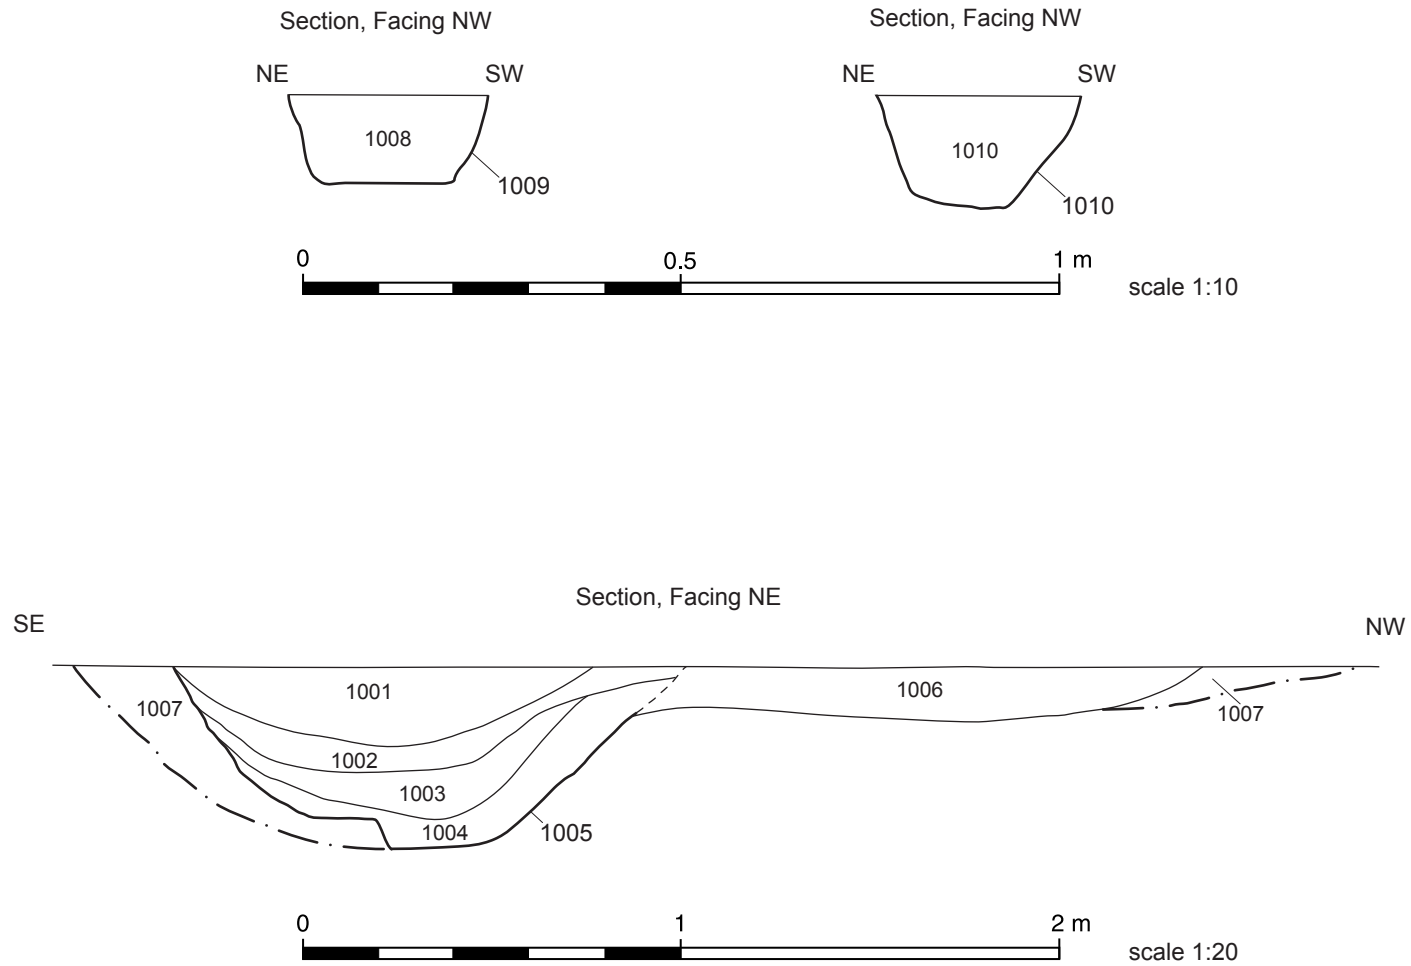 Section, Facing NW
Section, Facing NW
NE SW
NE SW
1008
1009
1010
1010
0 0.5 1 m
scale 1:10
Section, Facing NE
SE
NW
1001
1006
1007
1007
1002
1003
1004
1005
0 1 2 m
scale 1:20